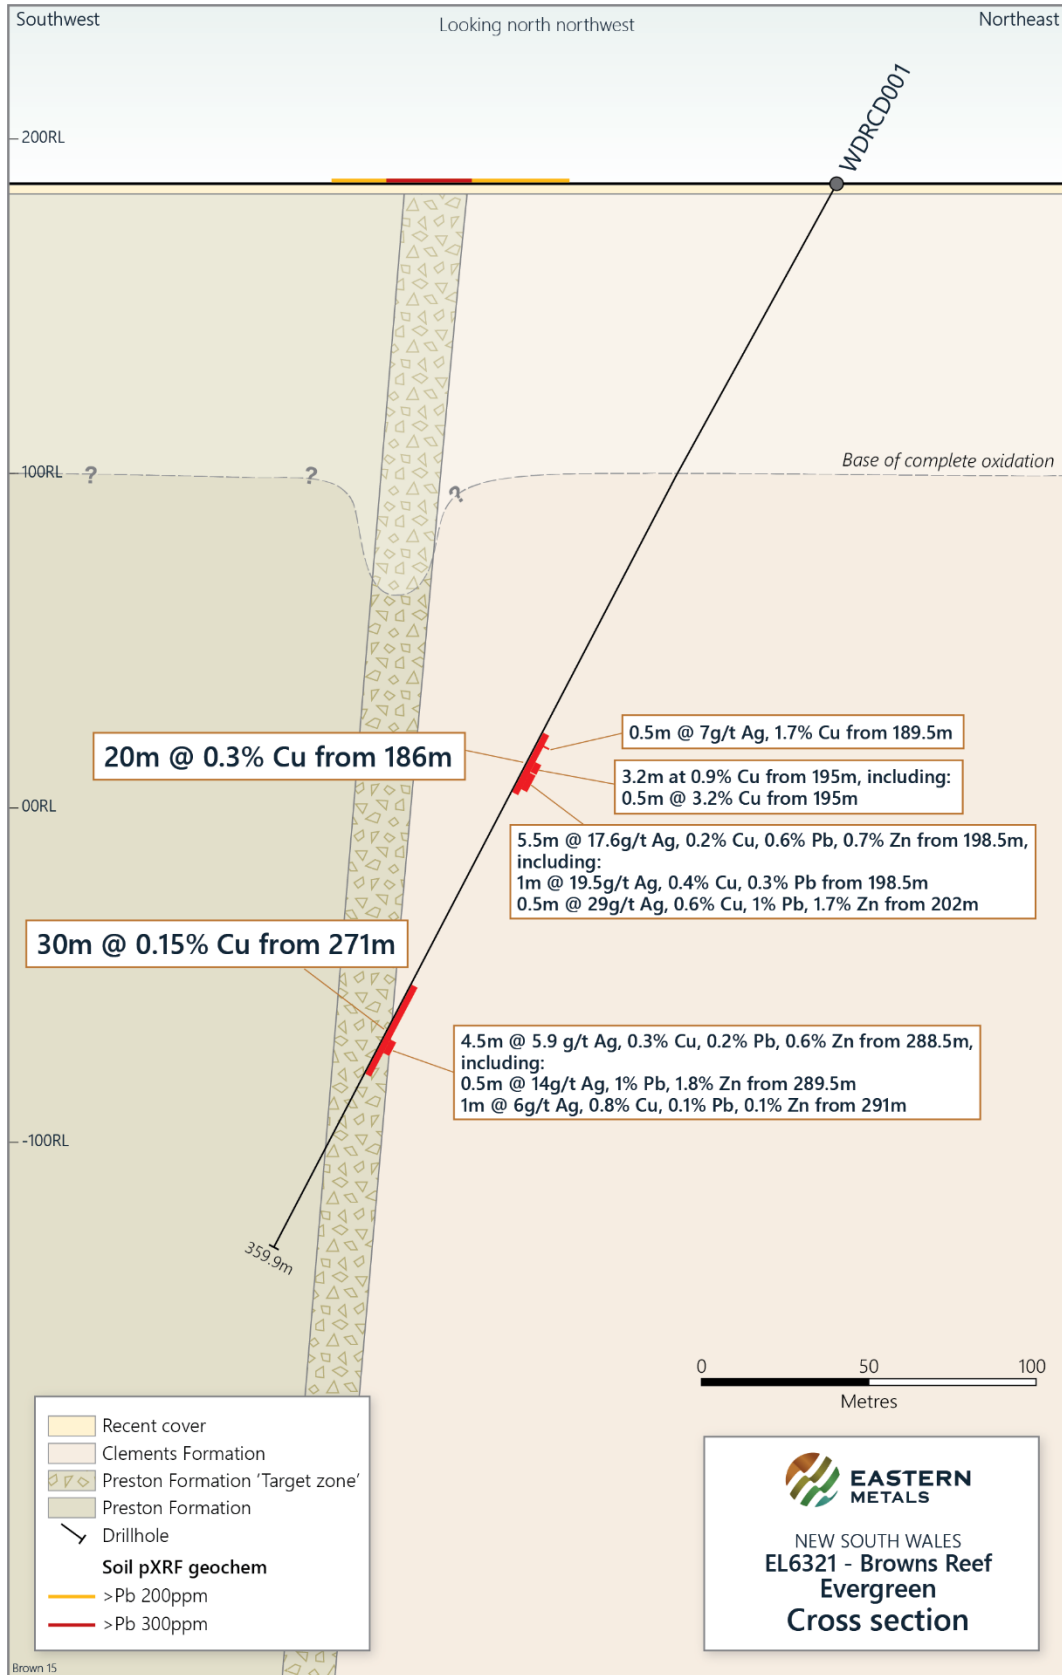 Southwest
Looking north northwest
Northeast
WDRCD001
200RL
100RL
?
?
?
Base of complete oxidation
0.5m @ 7g/t Ag, 1.7% Cu from 189.5m
20m @ 0.3% Cu from 186m
3.2m at 0.9% Cu from 195m, including:
0.5m @ 3.2% Cu from 195m
00RL
5.5m @ 17.6g/t Ag, 0.2% Cu, 0.6% Pb, 0.7% Zn from 198.5m,
including:
1m @ 19.5g/t Ag, 0.4% Cu, 0.3% Pb from 198.5m
0.5m @ 29g/t Ag, 0.6% Cu, 1% Pb, 1.7% Zn from 202m
30m @ 0.15% Cu from 271m
4.5m @ 5.9 g/t Ag, 0.3% Cu, 0.2% Pb, 0.6% Zn from 288.5m,
including:
0.5m @ 14g/t Ag, 1% Pb, 1.8% Zn from 289.5m
1m @ 6g/t Ag, 0.8% Cu, 0.1% Pb, 0.1% Zn from 291m
-100RL
359.9m
0 50 100
Metres
Recent cover
Clements Formation
Preston Formation 'Target zone'
Preston Formation
Drillhole
Soil pXRF geochem
>Pb 200ppm
>Pb 300ppm
EASTERN
METALS
NEW SOUTH WALES
EL6321 - Browns Reef
Evergreen
Cross section
Brown 15